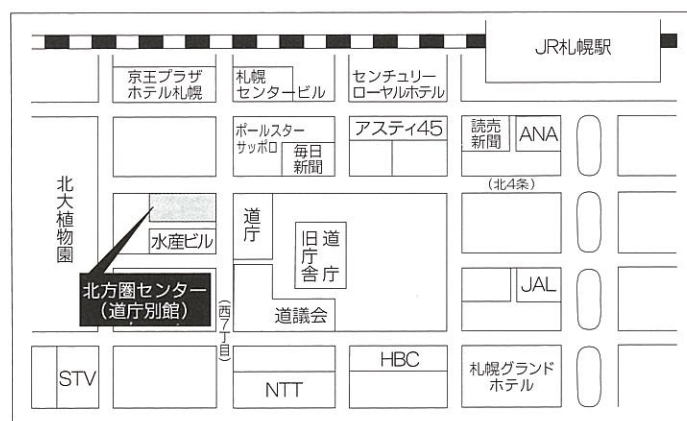 JR札幌駅
京王プラザ
ホテル札幌
札幌
センタービル
センチュリー
ローヤルホテル
ポールスター
サッポロ
毎日
新聞
アスティ45
読売
新聞
ANA
(北4条)
北大植物園
水産ビル
道庁
道庁
旧庁舎
北方圏センター
(道庁別館)
(西7丁目)
道議会
JAL
STV
NTT
HBC
札幌グランド
ホテル